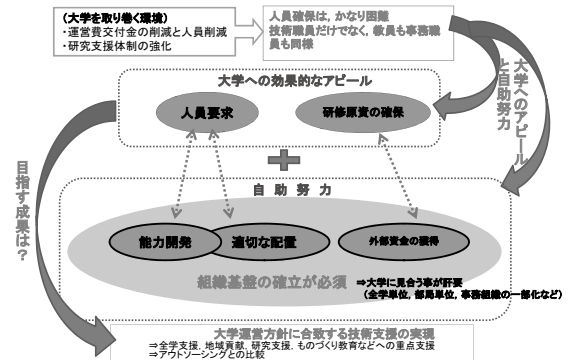 (大学を取り巻く環境)
・運営費交付金の削減と人員削減
・研究支援体制の強化
人員確保は，かなり困難
技術職員だけでなく，教員も事務職
員も同様
大学へのアピール
と自助努力
大学への効果的なアピール
人員要求
研修原資の確保
目指す成果は？
自 助 努 力
能力開発
適切な配置
外部資金の獲得
組織基盤の確立が必須
⇒大学に見合う事が肝要
(全学単位，部局単位，事務組織の一部化など)
大学運営方針に合致する技術支援の実現
⇒全学支援，地域貢献，研究支援，ものづくり教育などへの重点支援
⇒アウトソーシングとの比較